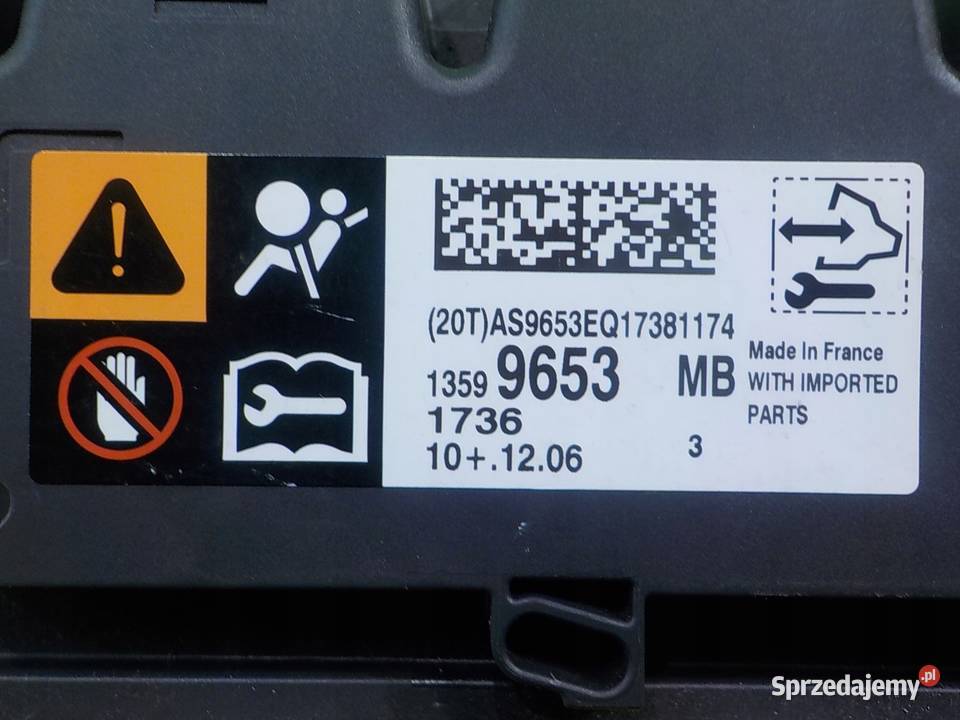 (20T)AS9653EQ17381174
1359 9653 MB
1736
10+.12.06
3
Made In France
WITH IMPORTED
PARTS
Sprzedajemy.pl